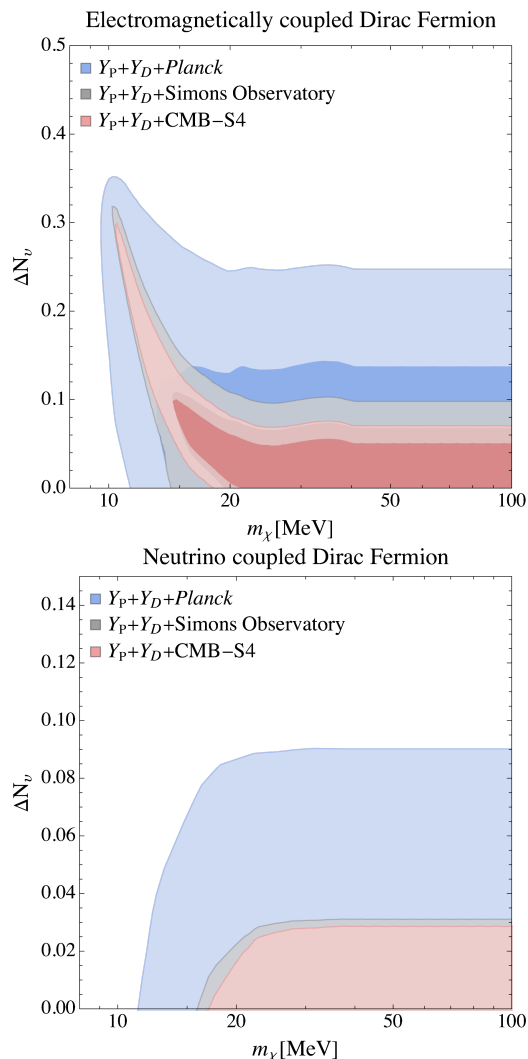 Electromagnetically coupled Dirac Fermion
0.5
Y_P+Y_D+Planck
Y_P+Y_D+Simons Observatory
0.4
Y_P+Y_D+CMB−S4
0.3
ΔN_ν
0.2
0.1
0.0
10 20 50 100
m_χ[MeV]
Neutrino coupled Dirac Fermion
0.14
Y_P+Y_D+Planck
Y_P+Y_D+Simons Observatory
0.12
Y_P+Y_D+CMB−S4
0.10
0.08
ΔN_ν
0.06
0.04
0.02
0.00
10 20 50 100
m_χ[MeV]